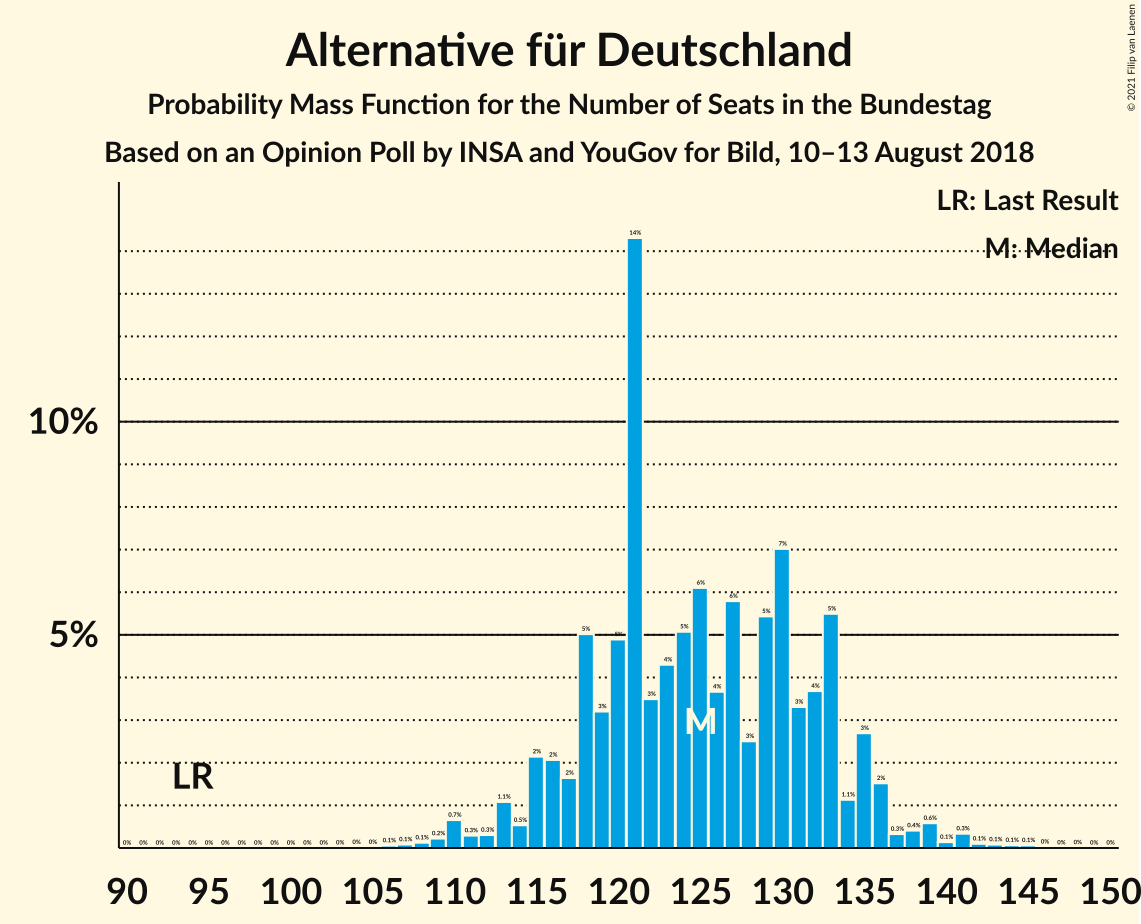 © 2021 Filip van Laenen
Alternative für Deutschland
Probability Mass Function for the Number of Seats in the Bundestag
Based on an Opinion Poll by INSA and YouGov for Bild, 10–13 August 2018
LR: Last Result
M: Median
10%
5%
LR
M
0% 0% 0% 0% 0% 0% 0% 0% 0% 0% 0% 0% 0% 0% 0% 0% 0.1% 0.1% 0.1% 0.2% 0.7% 0.3% 0.3% 1.1% 0.5% 2% 2% 2% 5% 3% 5% 14% 3% 4% 5% 6% 4% 6% 3% 5% 7% 3% 4% 5% 1.1% 3% 2% 0.3% 0.4% 0.6% 0.1% 0.3% 0.1% 0.1% 0.1% 0.1% 0% 0% 0% 0% 0%
90 95 100 105 110 115 120 125 130 135 140 145 150